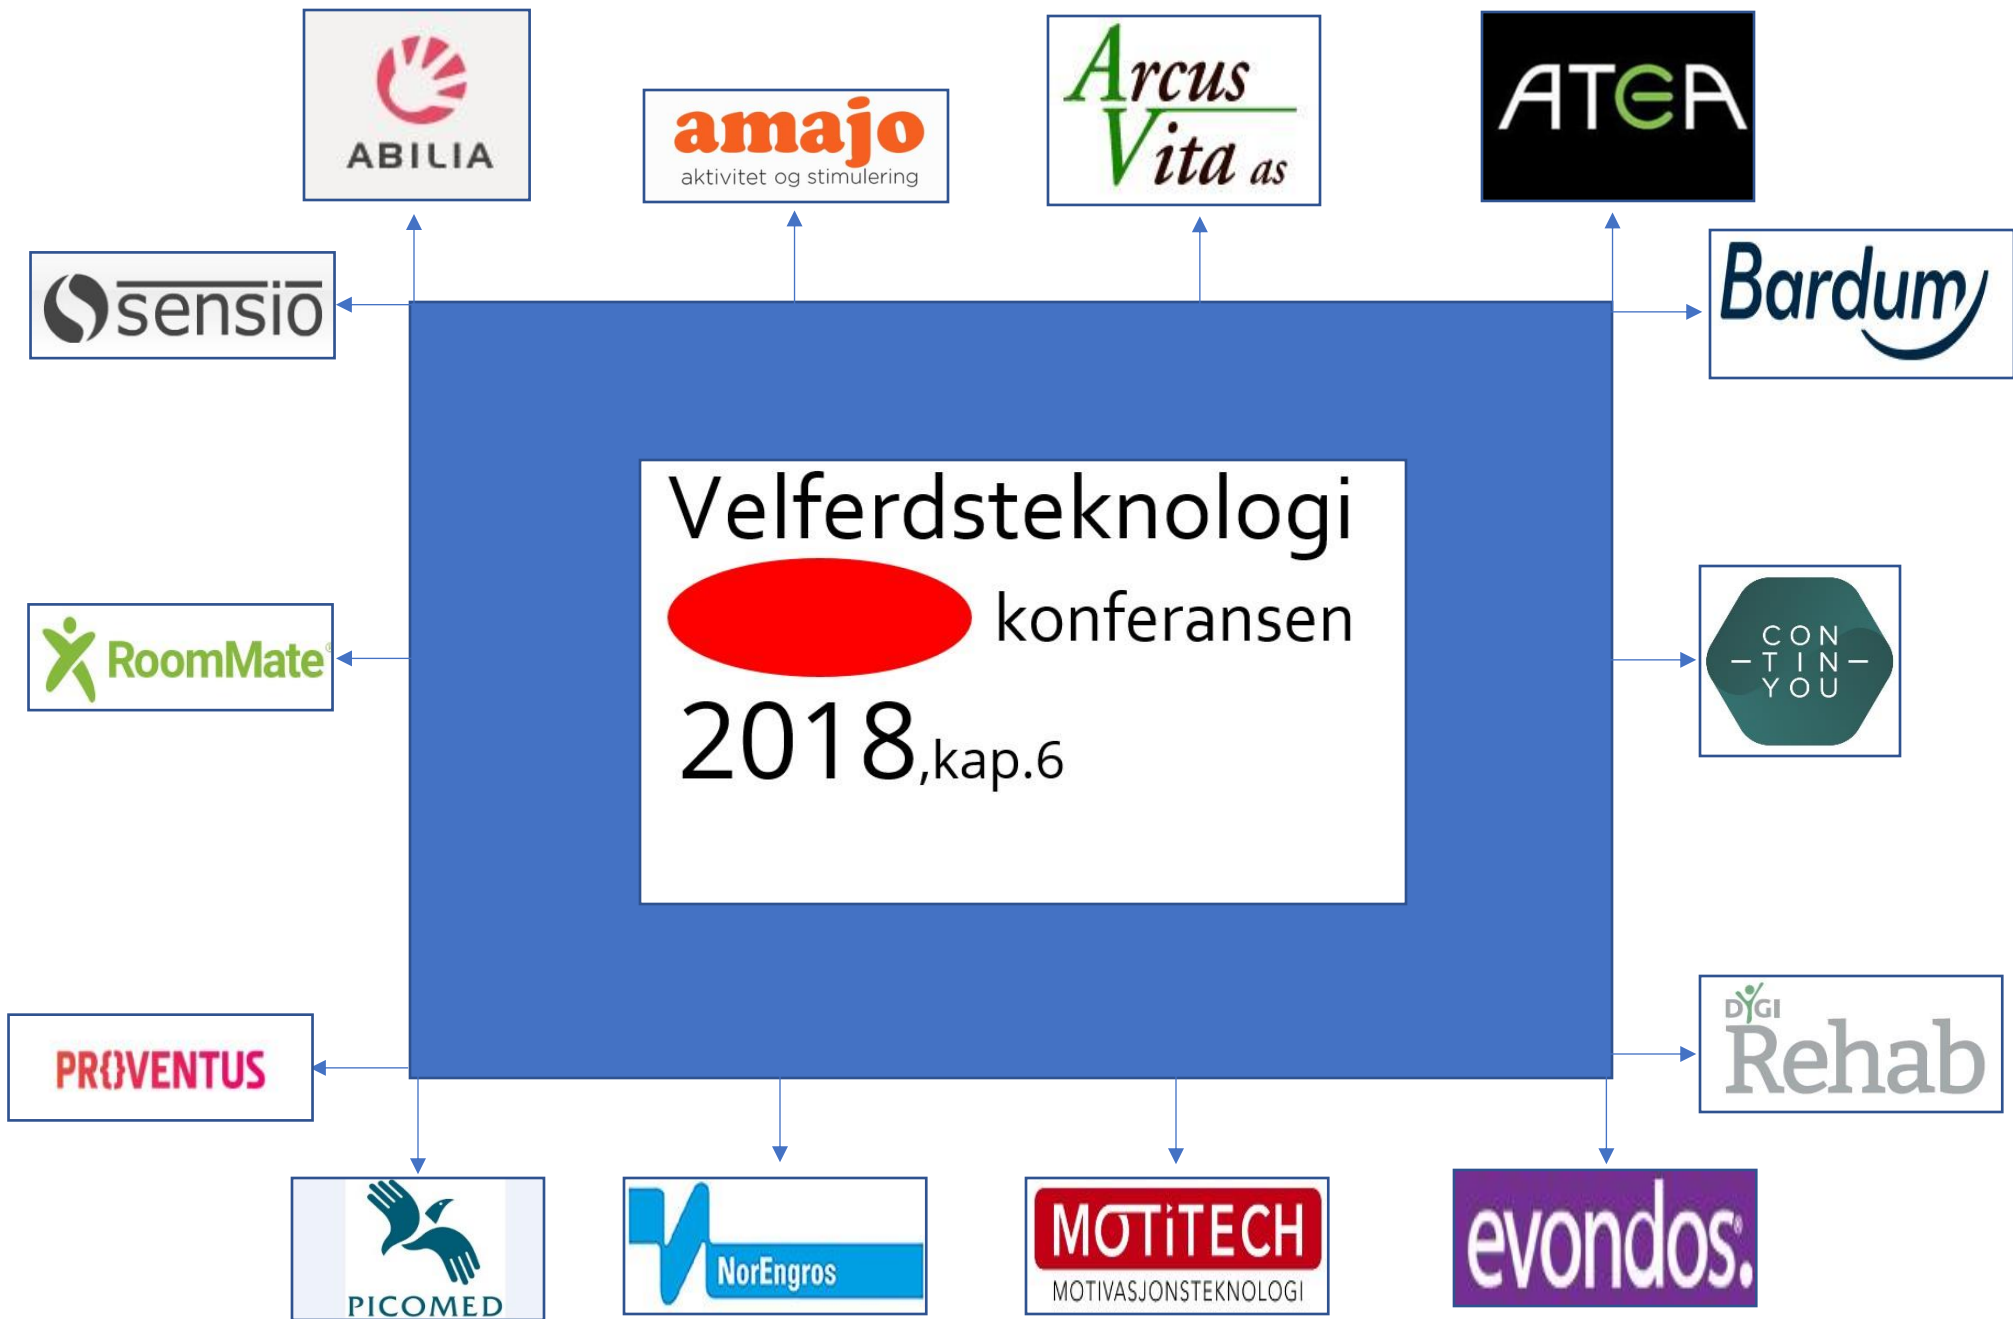 ABILIA
amajo
aktivitet og stimulering
Arcus
Vita as
ATEA
sensio
Bardum
Velferdsteknologi
konferansen
2018,kap.6
RoomMate®
CON
TIN
YOU
PROVENTUS
DIGI
Rehab
PICOMED
NorEngros
MOTiTECH
MOTIVASJONSTEKNOLOGI
evondos®.